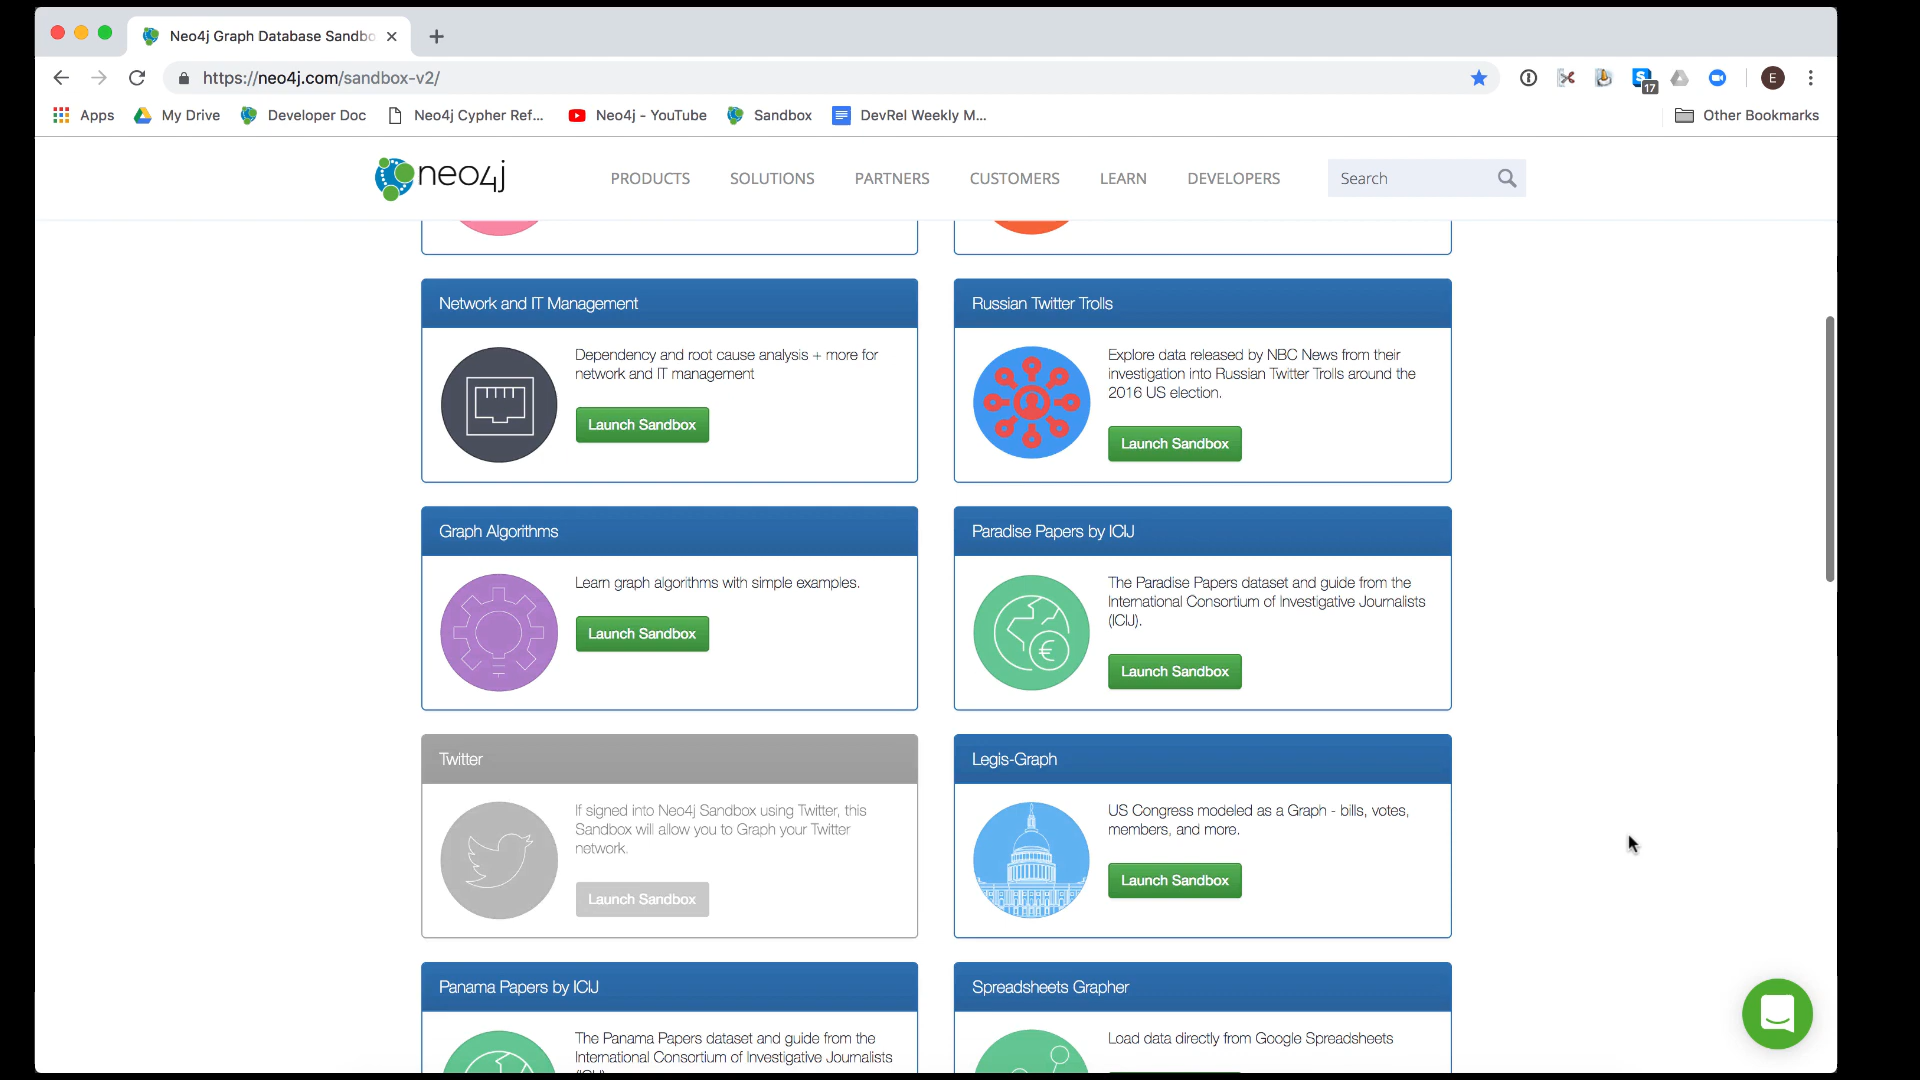 Neo4j Graph Database Sandbo
https://neo4j.com/sandbox-v2/
17
E
Apps
My Drive
Developer Doc
Neo4j Cypher Ref...
Neo4j - YouTube
Sandbox
DevRel Weekly M...
Other Bookmarks
neo4j
PRODUCTS
SOLUTIONS
PARTNERS
CUSTOMERS
LEARN
DEVELOPERS
Search
Network and IT Management
Dependency and root cause analysis + more for
network and IT management
Launch Sandbox
Russian Twitter Trolls
Explore data released by NBC News from their
investigation into Russian Twitter Trolls around the
2016 US election.
Launch Sandbox
Graph Algorithms
Learn graph algorithms with simple examples.
Launch Sandbox
Paradise Papers by ICIJ
The Paradise Papers dataset and guide from the
International Consortium of Investigative Journalists
(ICIJ).
Launch Sandbox
Twitter
If signed into Neo4j Sandbox using Twitter, this
Sandbox will allow you to Graph your Twitter
network.
Launch Sandbox
Legis-Graph
US Congress modeled as a Graph - bills, votes,
members, and more.
Launch Sandbox
Panama Papers by ICIJ
The Panama Papers dataset and guide from the
International Consortium of Investigative Journalists
Spreadsheets Grapher
Load data directly from Google Spreadsheets